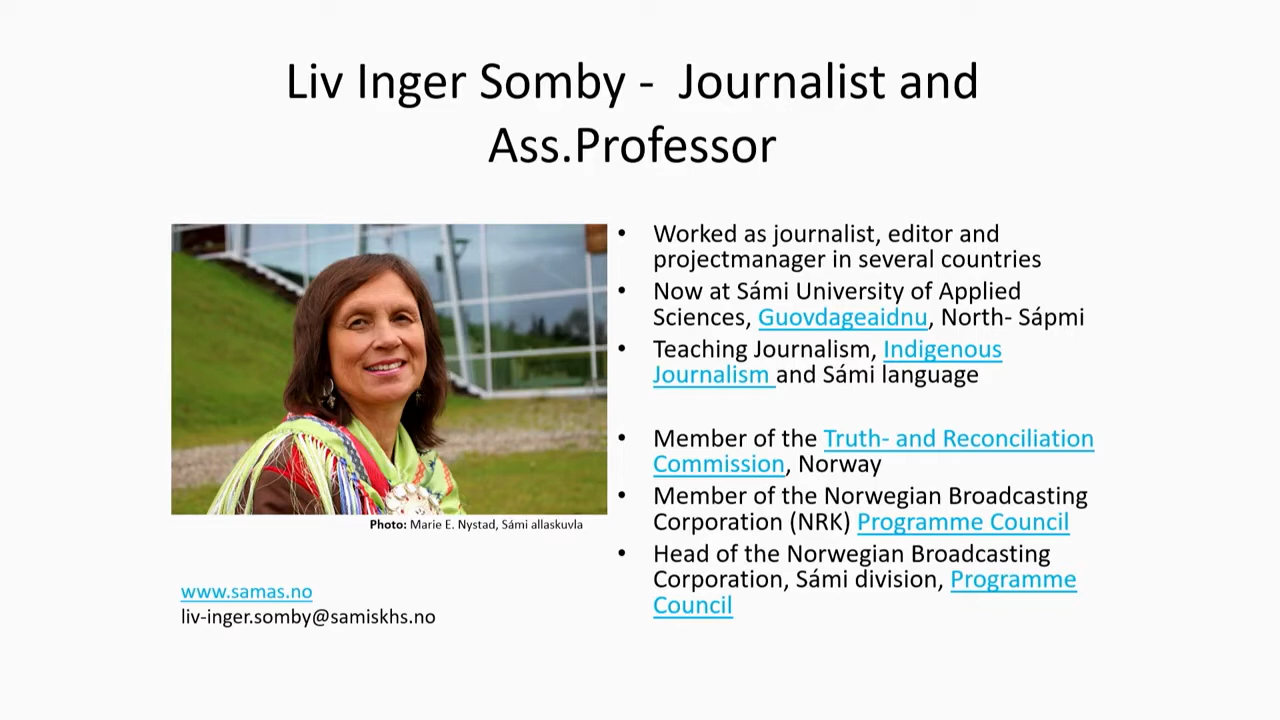 Liv Inger Somby -  Journalist and
Ass.Professor
• Worked as journalist, editor and
projectmanager in several countries
• Now at Sámi University of Applied
Sciences, Guovdageaidnu, North- Sápmi
• Teaching Journalism, Indigenous
Journalism and Sámi language
• Member of the Truth- and Reconciliation
Commission, Norway
• Member of the Norwegian Broadcasting
Corporation (NRK) Programme Council
• Head of the Norwegian Broadcasting
Corporation, Sámi division, Programme
Council
Photo: Marie E. Nystad, Sámi allaskuvla
www.samas.no
liv-inger.somby@samiskhs.no